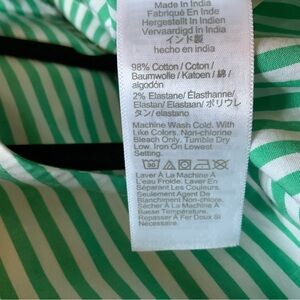 Made In India
Fabriqué En Inde
Hergestellt In Indien
Vervaardigd In India
インド製
hecho en india
98% Cotton / Coton /
Baumwolle / Katoen / 綿 /
algodón
2% Elastane / Élasthanne/
Elastan/ Elastaan/ ポリウレ
タン/ elastano
Machine Wash Cold. With
Like Colors. Non-chlorine
Bleach Only. Tumble Dry
Low. Iron On Lowest
Setting.
Laver À La Machine À
L'eau Froide. Laver En
Séparant Les Couleurs.
Seulement Agent De
Blanchiment Non-chlorure.
Sécher À La Machine À
Basse Température.
Repasser À Fer Doux Si
Nécessaire.